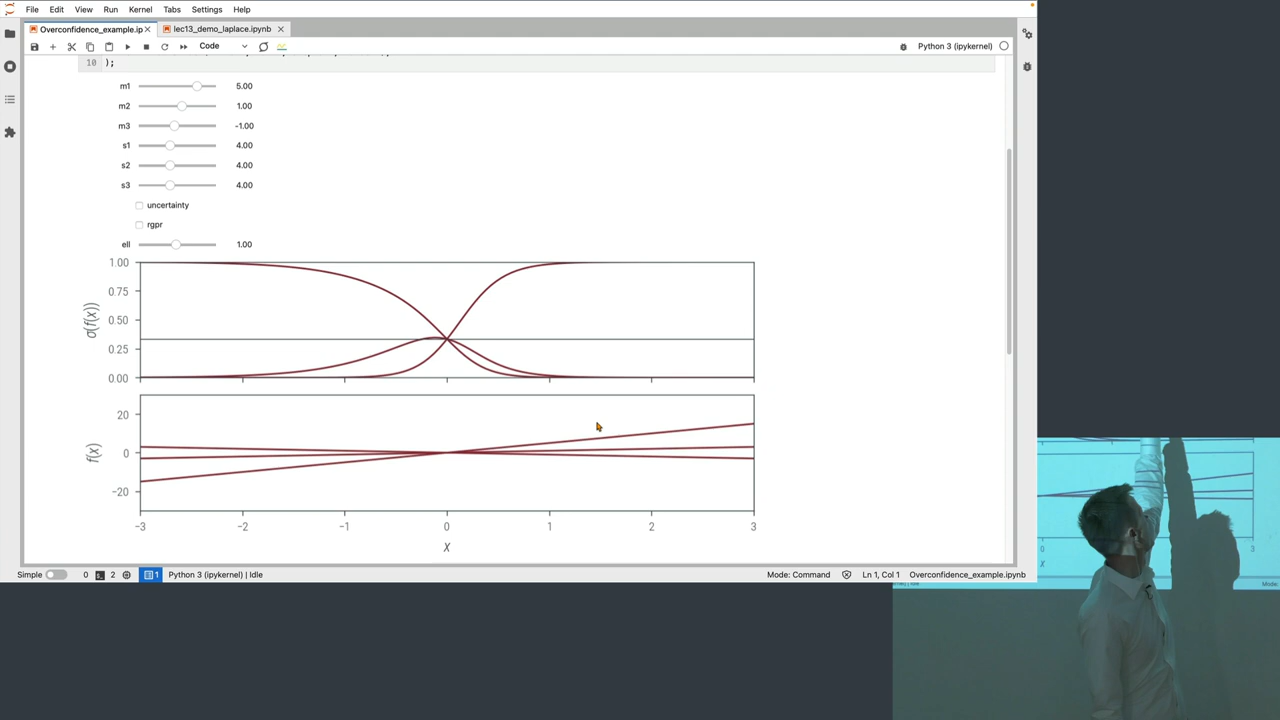 File Edit View Run Kernel Tabs Settings Help
Overconfidence_example.ip lec13_demo_laplace.ipynb
Code Python 3 (ipykernel)
10 );
m1 5.00
m2 1.00
m3 -1.00
s1 4.00
s2 4.00
s3 4.00
uncertainty
rgpr
ell 1.00
1.00
0.75
0.50
0.25
0.00
σ(f(x))
20
0
-20
f(x)
-3 -2 -1 0 1 2 3
x
Simple 0 2 1 Python 3 (ipykernel) | Idle Mode: Command Ln 1, Col 1 Overconfidence_example.ipynb
0 3
x